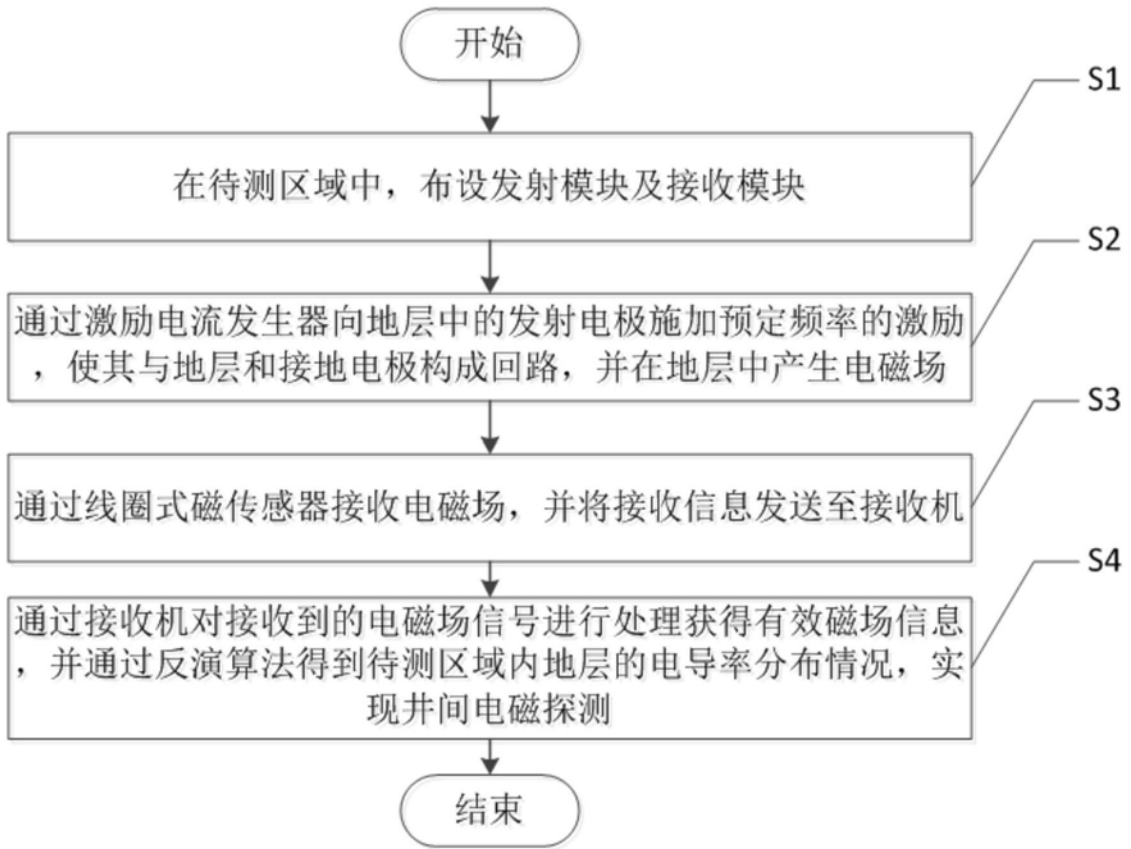 开始
S1
在待测区域中，布设发射模块及接收模块
S2
通过激励电流发生器向地层中的发射电极施加预定频率的激励
，使其与地层和接地电极构成回路，并在地层中产生电磁场
S3
通过线圈式磁传感器接收电磁场，并将接收信息发送至接收机
S4
通过接收机对接收到的电磁场信号进行处理获得有效磁场信息
，并通过反演算法得到待测区域内地层的电导率分布情况，实
现井间电磁探测
结束